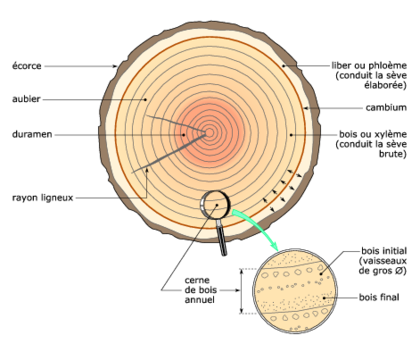 écorce
aubier
duramen
rayon ligneux
liber ou phloème
(conduit la sève
élaborée)
cambium
bois ou xylème
(conduit la sève
brute)
cerne
de bois
annuel
bois initial
(vaisseaux
de gros Ø)
bois final